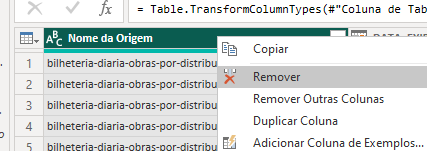 = Table.TransformColumnTypes(#"Coluna de Tab
ABC Nome da Origem
Copiar
1 bilheteria-diaria-obras-por-distribu
Remover
2 bilheteria-diaria-obras-por-distribu
Remover Outras Colunas
3 bilheteria-diaria-obras-por-distribu
Duplicar Coluna
4 bilheteria-diaria-obras-por-distribu
Adicionar Coluna de Exemplos...
5 bilheteria-diaria-obras-por-distribu